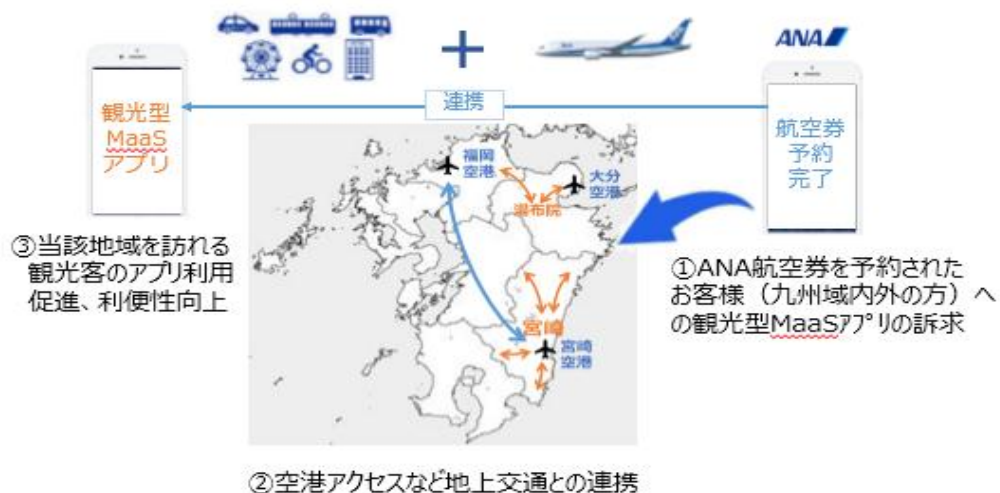 ANA
連携
観光型
MaaS
アプリ
航空券
予約
完了
福岡
空港
大分
空港
湯布院
宮崎
宮崎
空港
①ANA航空券を予約された
お客様（九州域内外の方）へ
の観光型MaaSｱﾌﾟﾘの訴求
②空港アクセスなど地上交通との連携
③当該地域を訪れる
観光客のアプリ利用
促進、利便性向上